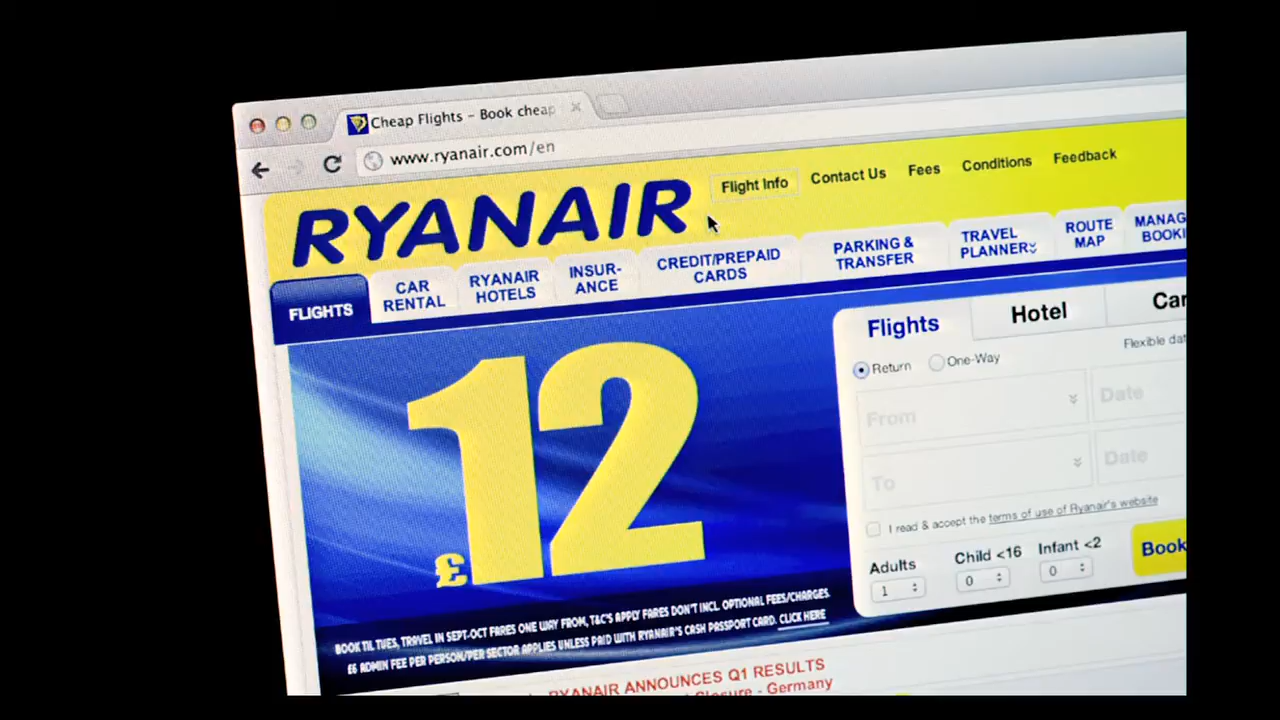 Cheap Flights - Book cheap
www.ryanair.com/en
RYANAIR
Flight Info
Contact Us
Fees
Conditions
Feedback
FLIGHTS
CAR
RENTAL
RYANAIR
HOTELS
INSUR-
ANCE
CREDIT/PREPAID
CARDS
PARKING &
TRANSFER
TRAVEL
PLANNER
ROUTE
MAP
MANAG
BOOKI
£12
BOOK TIL TUES, TRAVEL IN SEPT-OCT FARES ONE WAY FROM, T&C'S APPLY FARES DON'T INCL. OPTIONAL FEES/CHARGES.
£6 ADMIN FEE PER PERSON/PER SECTOR APPLIES UNLESS PAID WITH RYANAIR'S CASH PASSPORT CARD. CLICK HERE
Flights
Hotel
Car
Flexible dat
Return
One-Way
From
Date
To
Date
I read & accept the terms of use of Ryanair's website
Adults
Child <16
Infant <2
1
0
0
Book
RYANAIR ANNOUNCES Q1 RESULTS
Closure - Germany